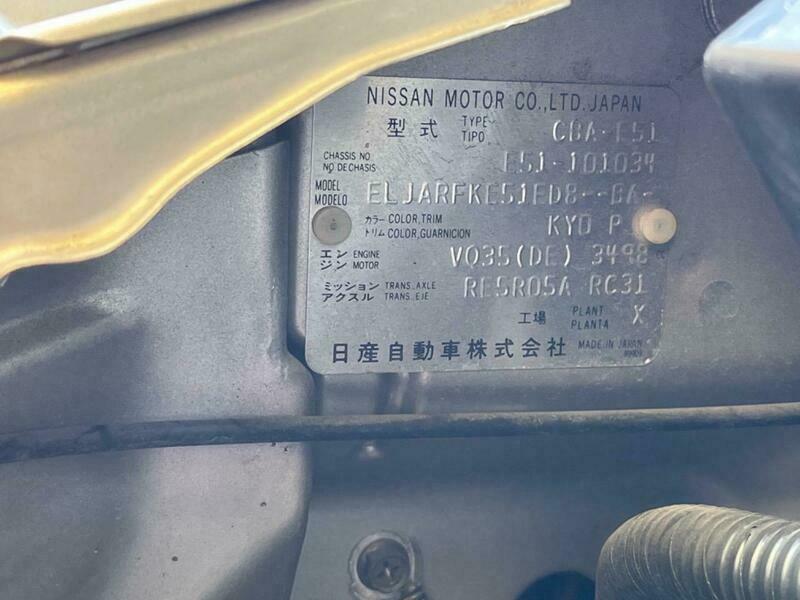 NISSAN MOTOR CO.,LTD.JAPAN
型式 TYPE TIPO CBA-E51
CHASSIS NO NO DE CHASIS E51-101034
MODEL MODELO ELJARFKE51ED8--BA-
カラー COLOR,TRIM トリム COLOR,GUARNICION KY0 P
エンジン ENGINE MOTOR VQ35(DE) 3498
ミッション TRANS.AXLE アクスル TRANS.EJE RE5R05A RC31
工場 PLANT PLANTA X
日産自動車株式会社 MADE IN JAPAN